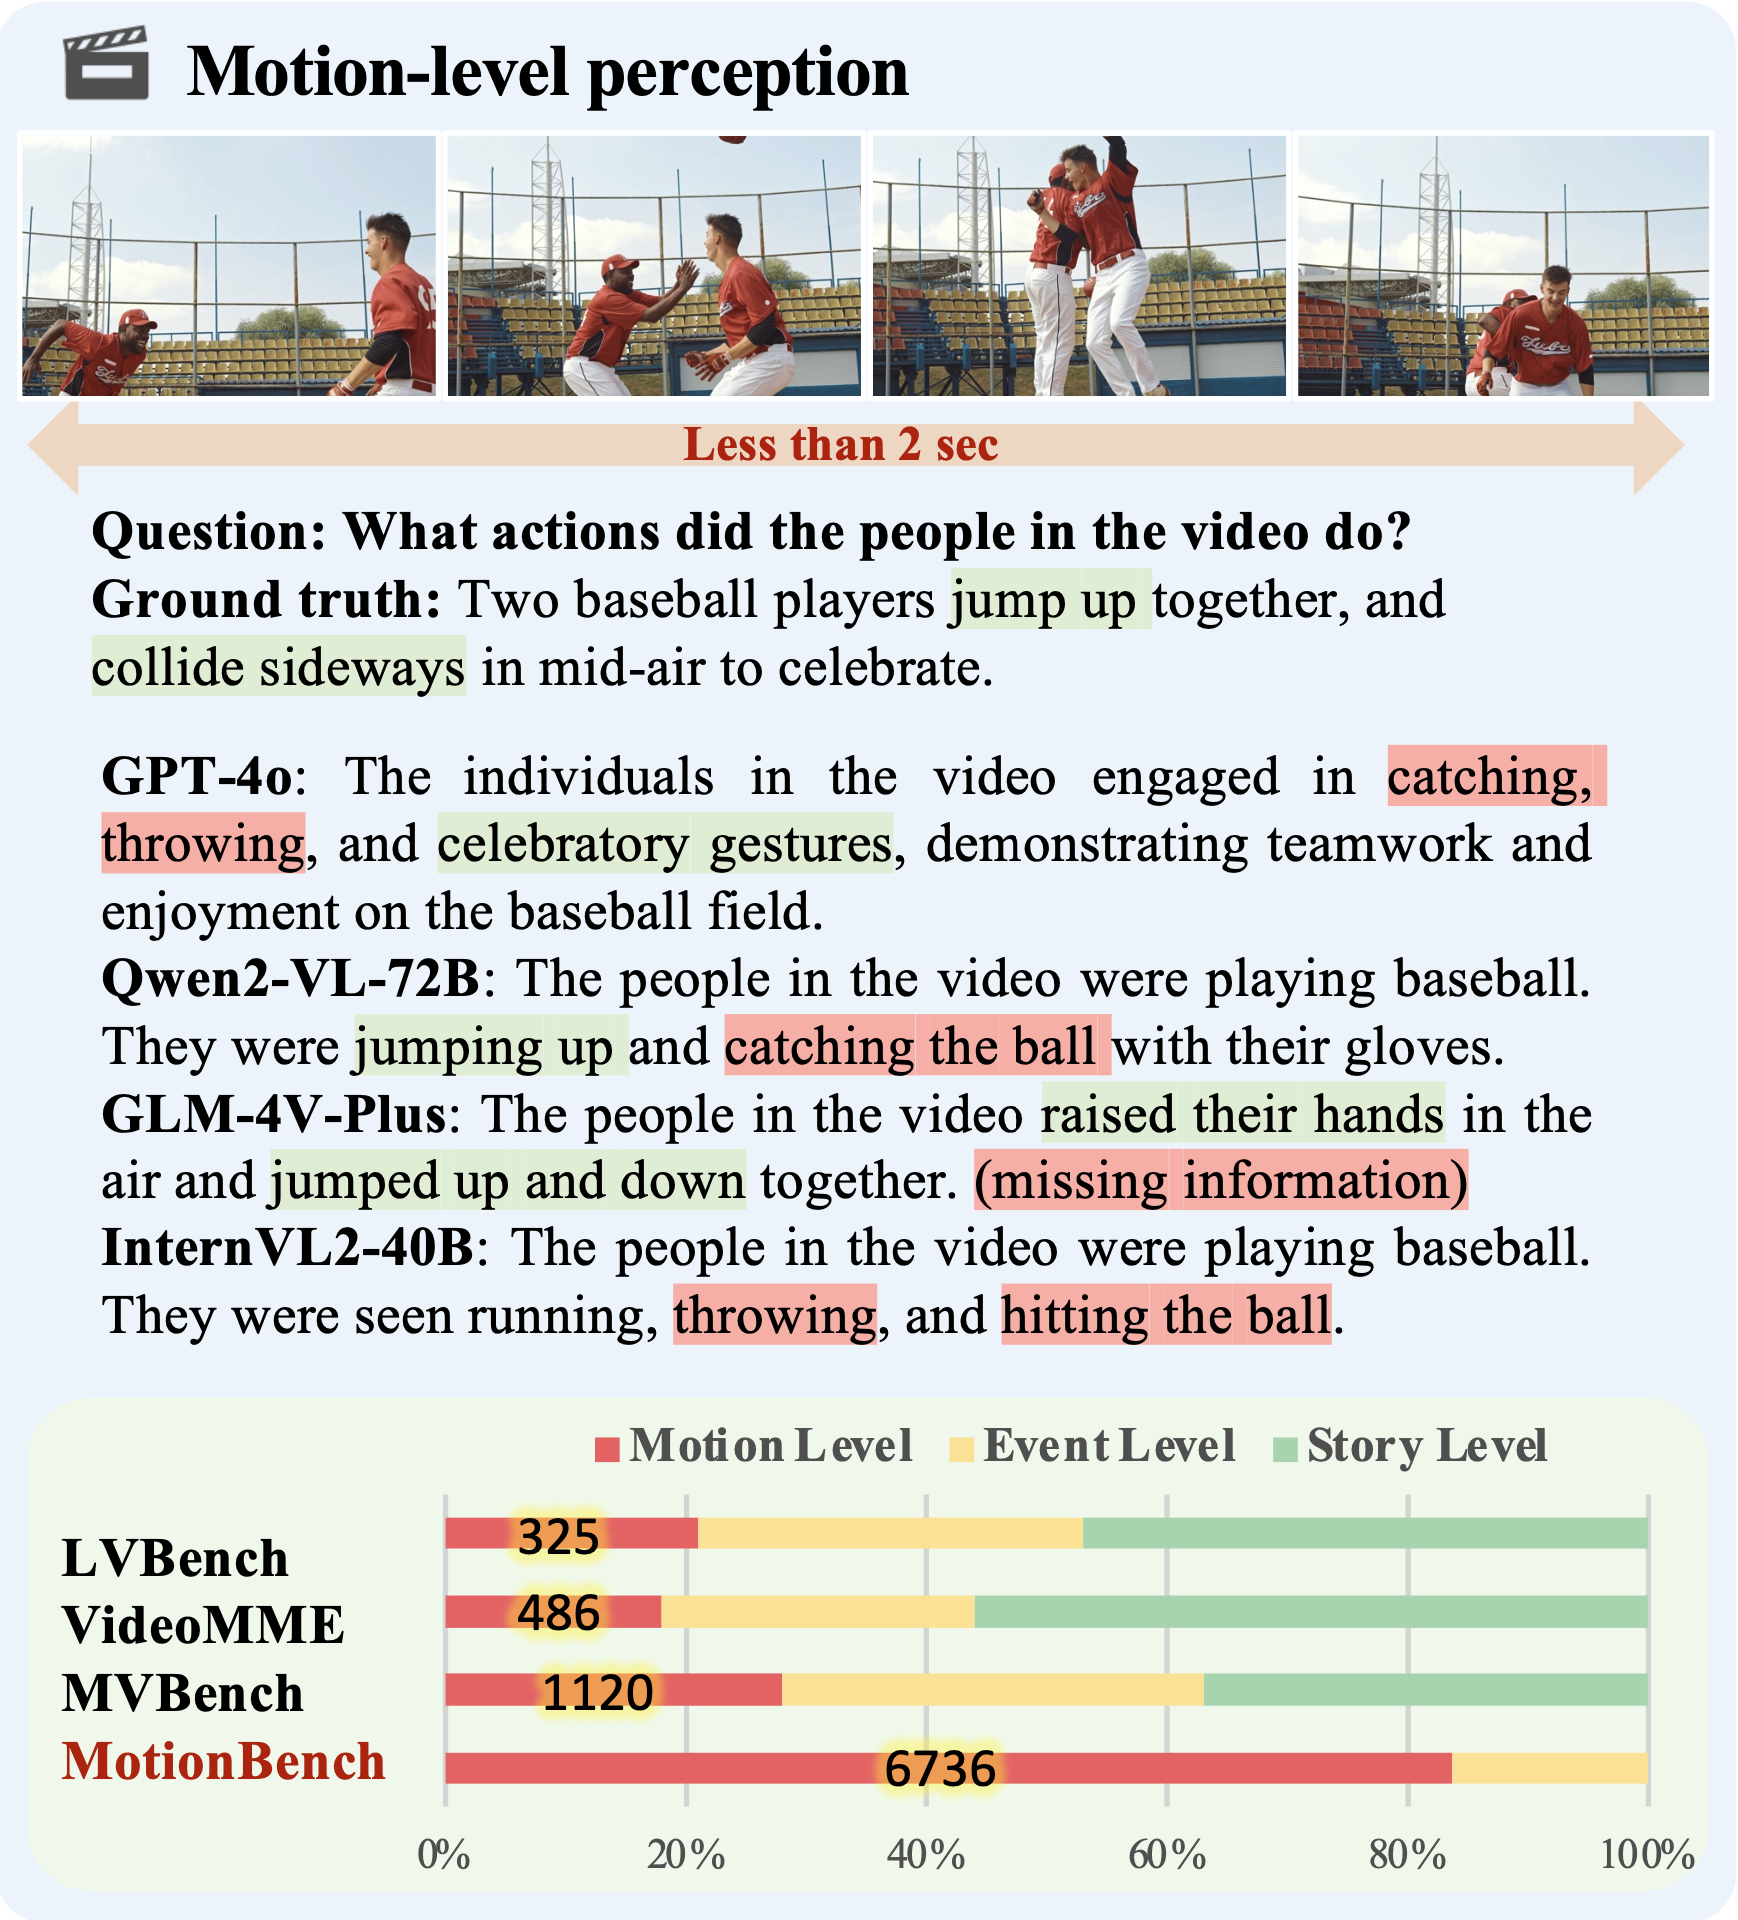 Motion-level perception
Less than 2 sec
Question: What actions did the people in the video do?
Ground truth: Two baseball players jump up together, and
collide sideways in mid-air to celebrate.
GPT-4o: The individuals in the video engaged in catching,
throwing, and celebratory gestures, demonstrating teamwork and
enjoyment on the baseball field.
Qwen2-VL-72B: The people in the video were playing baseball.
They were jumping up and catching the ball with their gloves.
GLM-4V-Plus: The people in the video raised their hands in the
air and jumped up and down together. (missing information)
InternVL2-40B: The people in the video were playing baseball.
They were seen running, throwing, and hitting the ball.
Motion Level Event Level Story Level
LVBench 325
VideoMME 486
MVBench 1120
MotionBench 6736
0% 20% 40% 60% 80% 100%